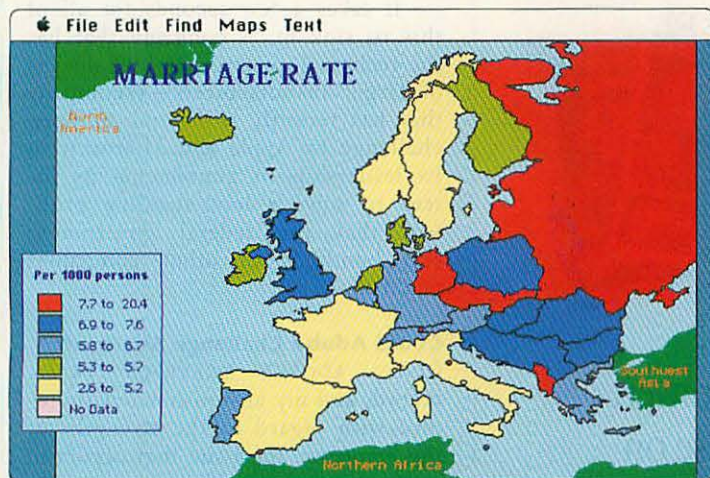 File Edit Find Maps Text
MARRIAGE RATE
North
America
Per 1000 persons
7.7 to 20.4
6.9 to 7.6
5.8 to 6.7
5.3 to 5.7
2.6 to 5.2
No Data
Southwest
Asia
Northern Africa